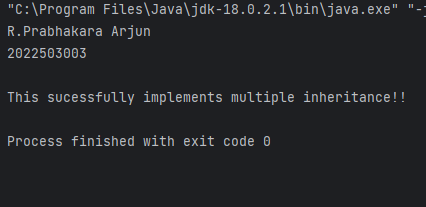 "C:\Program Files\Java\jdk-18.0.2.1\bin\java.exe" "-j
R.Prabhakara Arjun
2022503003
This sucessfully implements multiple inheritance!!
Process finished with exit code 0